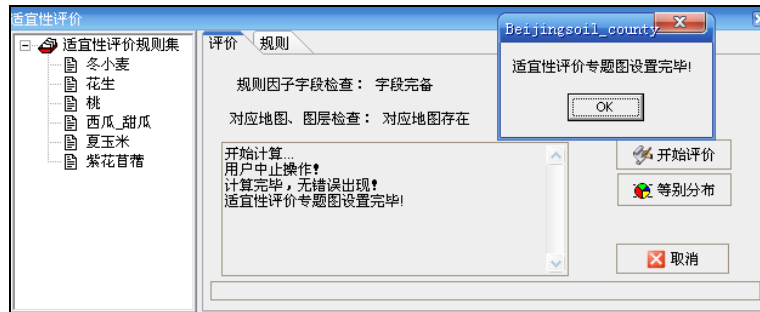 适宜性评价
适宜性评价规则集
冬小麦
花生
桃
西瓜_甜瓜
夏玉米
紫花苜蓿
评价 规则
规则因子字段检查： 字段完备
对应地图、图层检查： 对应地图存在
开始计算...
用户中止操作!
计算完毕，无错误出现!
适宜性评价专题图设置完毕!
Beijingsoil_county
适宜性评价专题图设置完毕!
OK
开始评价
等别分布
取消